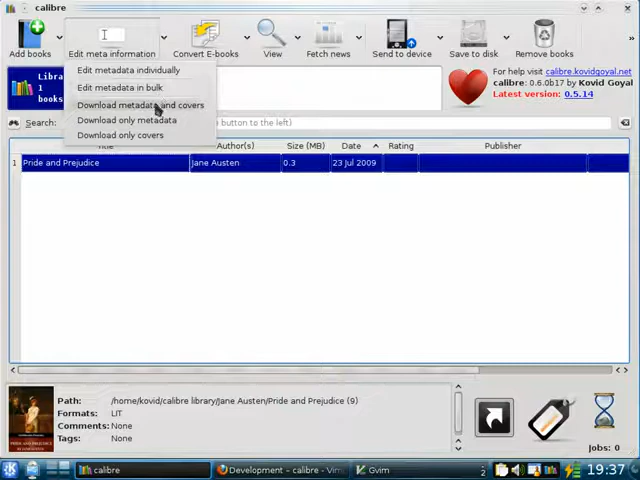 calibre
Add books
Edit meta information
Convert E-books
View
Fetch news
Send to device
Save to disk
Remove books
»
Edit metadata individually
Edit metadata in bulk
Download metadata and covers
Download only metadata
Download only covers
Libra
1
books
For help visit calibre.kovidgoyal.net
calibre: 0.6.0b17 by Kovid Goyal
Latest version: 0.5.14
Search:
button to the left)
Title Author(s) Size (MB) Date Rating Publisher
1 Pride and Prejudice Jane Austen 0.3 23 Jul 2009
Path: /home/kovid/calibre library/Jane Austen/Pride and Prejudice (9)
Formats: LIT
Comments: None
Tags: None
Jobs: 0
calibre
Development – calibre - Vim
Gvim
2
19:37